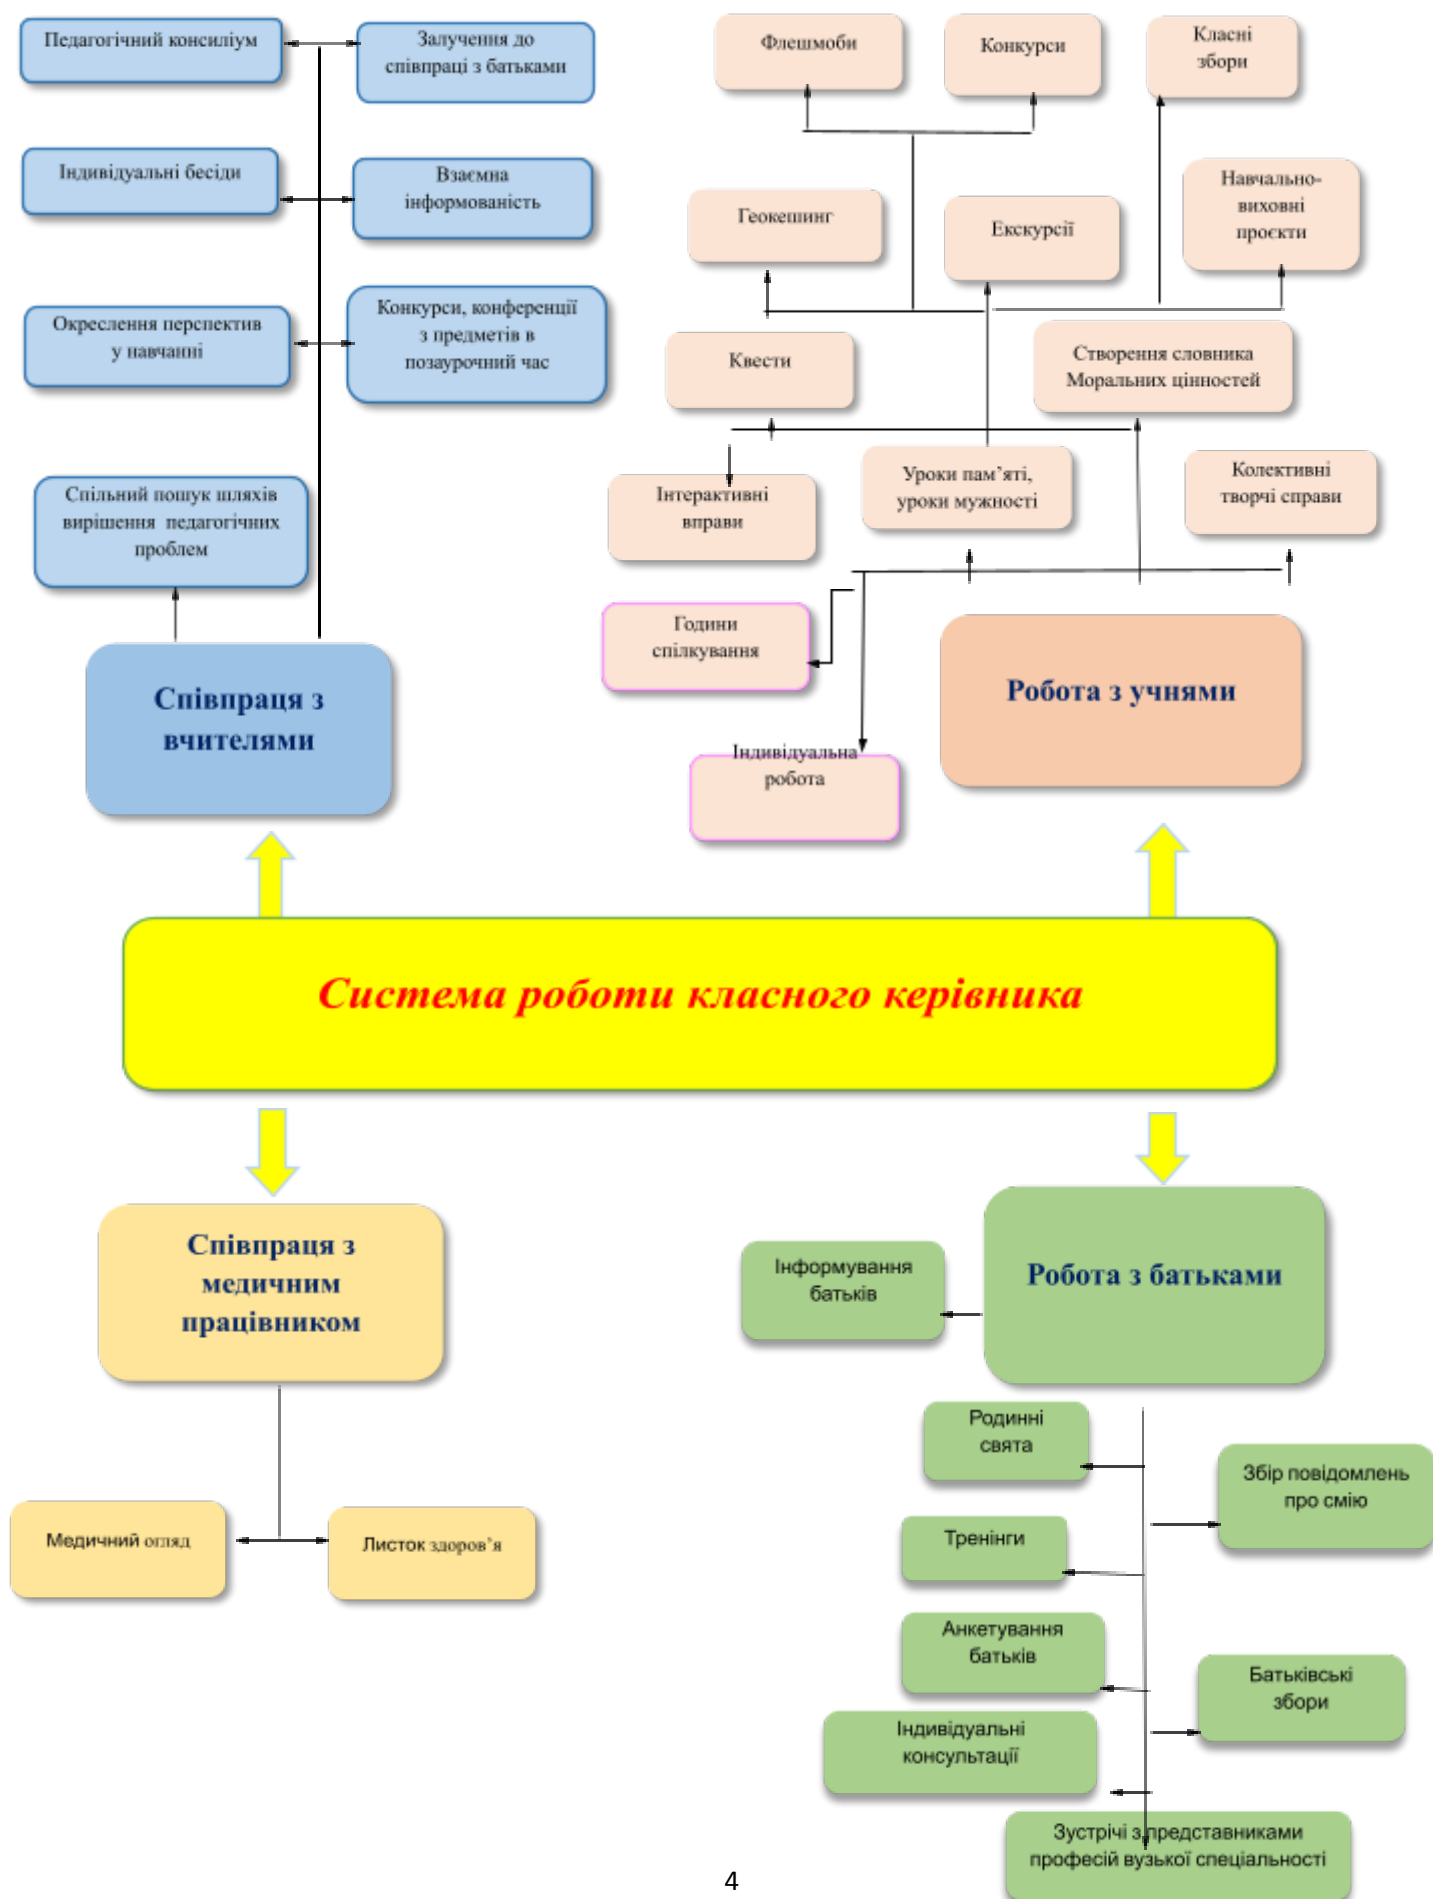 Педагогічний консиліум
Залучення до
співпраці з батьками
Індивідуальні бесіди
Взаємна
інформованість
Окреслення перспектив
у навчанні
Конкурси, конференції
з предметів в
позаурочний час
Спільний пошук шляхів
вирішення педагогічних
проблем
Співпраця з
вчителями
Флешмоби
Конкурси
Класні
збори
Геокешинг
Екскурсії
Навчально-
виховні
проєкти
Квести
Створення словника
Моральних цінностей
Інтерактивні
вправи
Уроки пам’яті,
уроки мужності
Колективні
творчі справи
Години
спілкування
Індивідуальна
робота
Робота з учнями
Система роботи класного керівника
Співпраця з
медичним
працівником
Медичний огляд
Листок здоров’я
Інформування
батьків
Робота з батьками
Родинні
свята
Збір повідомлень
про смію
Тренінги
Анкетування
батьків
Батьківські
збори
Індивідуальні
консультації
Зустрічі з представниками
професій вузької спеціальності
4